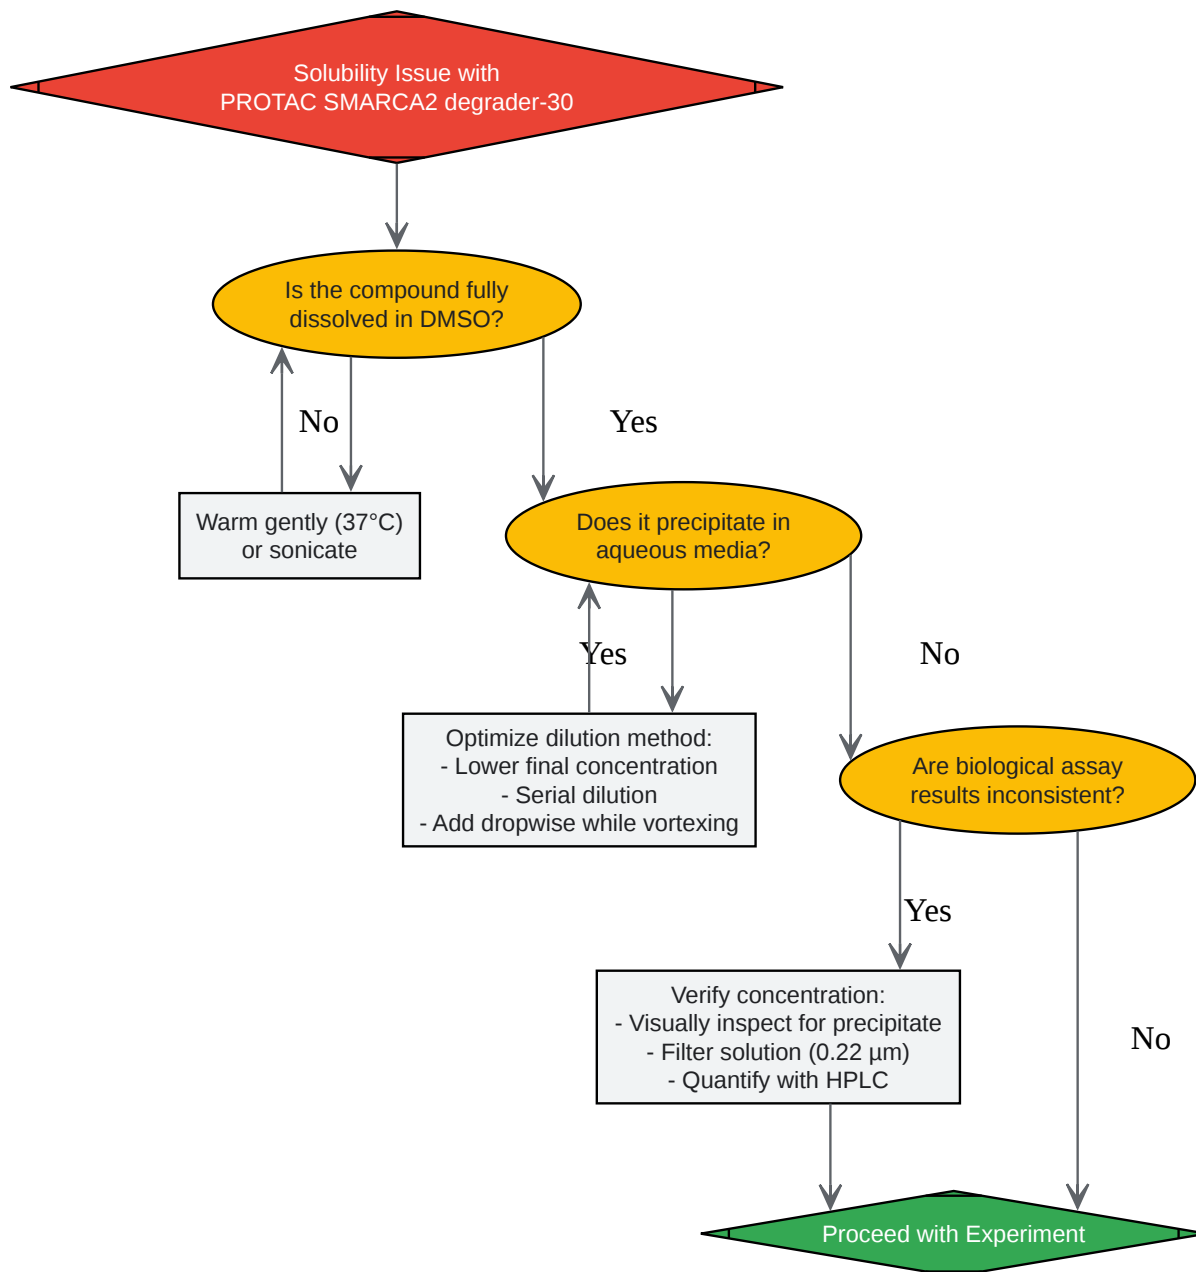 Solubility Issue with
PROTAC SMARCA2 degrader-30
Is the compound fully
dissolved in DMSO?
No
Yes
Warm gently (37°C)
or sonicate
Does it precipitate in
aqueous media?
Yes
No
Optimize dilution method:
- Lower final concentration
- Serial dilution
- Add dropwise while vortexing
Are biological assay
results inconsistent?
Yes
No
Verify concentration:
- Visually inspect for precipitate
- Filter solution (0.22 µm)
- Quantify with HPLC
Proceed with Experiment